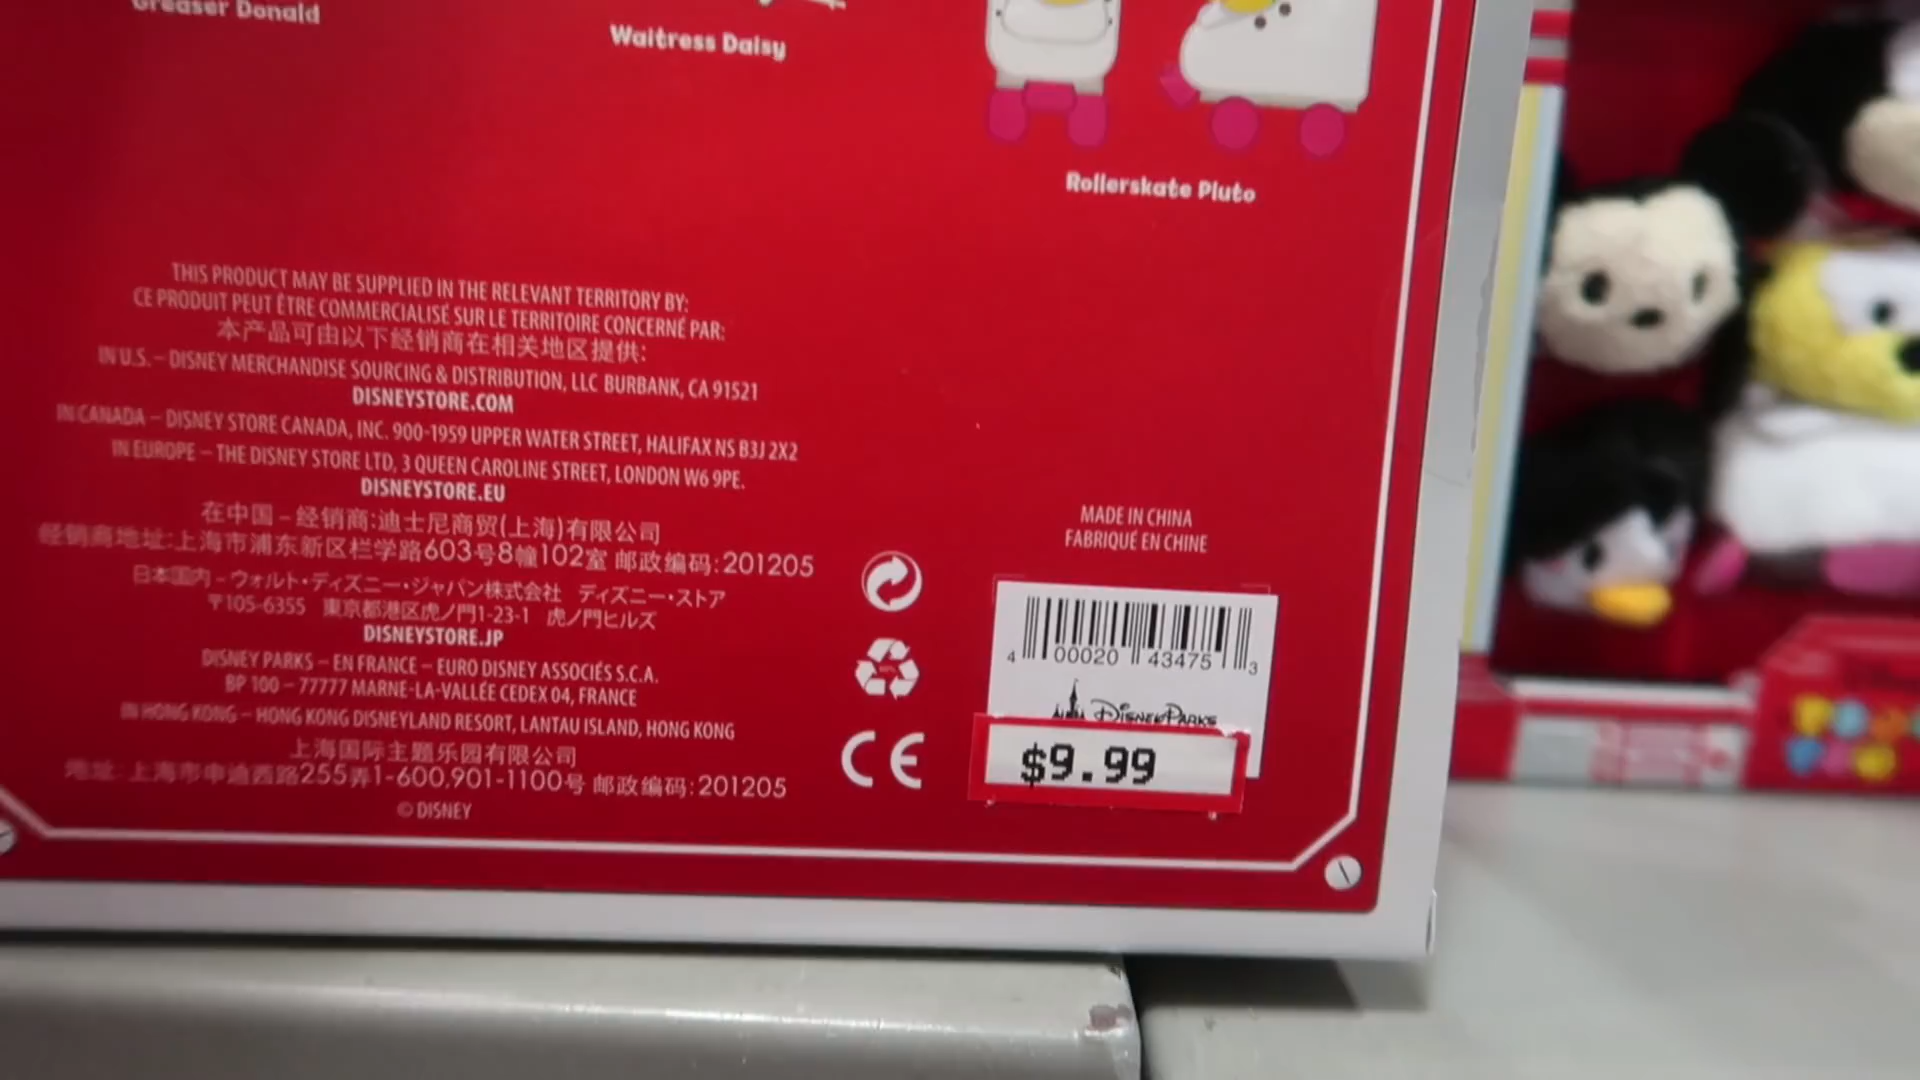 Greaser Donald
Waitress Daisy
Rollerskate Pluto
THIS PRODUCT MAY BE SUPPLIED IN THE RELEVANT TERRITORY BY:
CE PRODUIT PEUT ÊTRE COMMERCIALISÉ SUR LE TERRITOIRE CONCERNÉ PAR:
本产品可由以下经销商在相关地区提供:
IN U.S. – DISNEY MERCHANDISE SOURCING & DISTRIBUTION, LLC BURBANK, CA 91521
DISNEYSTORE.COM
IN CANADA – DISNEY STORE CANADA, INC. 900-1959 UPPER WATER STREET, HALIFAX NS B3J 2X2
IN EUROPE – THE DISNEY STORE LTD, 3 QUEEN CAROLINE STREET, LONDON W6 9PE.
DISNEYSTORE.EU
在中国 – 经销商:迪士尼商贸(上海)有限公司
经销商地址:上海市浦东新区栏学路603号8幢102室 邮政编码:201205
日本国内 – ウォルト・ディズニー・ジャパン株式会社 ディズニー・ストア
〒105-6355 東京都港区虎ノ門1-23-1 虎ノ門ヒルズ
DISNEYSTORE.JP
DISNEY PARKS – EN FRANCE – EURO DISNEY ASSOCIÉS S.C.A.
BP 100 – 77777 MARNE-LA-VALLÉE CEDEX 04, FRANCE
IN HONG KONG – HONG KONG DISNEYLAND RESORT, LANTAU ISLAND, HONG KONG
上海国际主题乐园有限公司
地址: 上海市申迪西路255弄1-600,901-1100号 邮政编码:201205
© DISNEY
CE
MADE IN CHINA
FABRIQUÉ EN CHINE
4 00020 43475 3
Disney Parks
$9.99